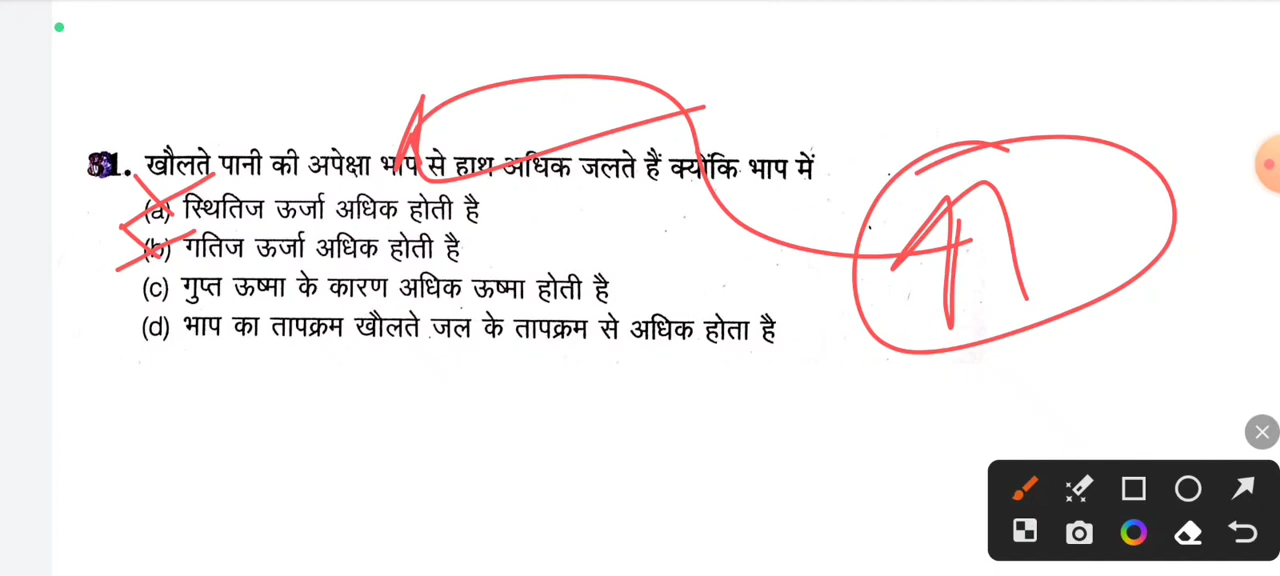 81. खौलते पानी की अपेक्षा भाप से हाथ अधिक जलते हैं क्योंकि भाप में
(a) स्थितिज ऊर्जा अधिक होती है
(b) गतिज ऊर्जा अधिक होती है
(c) गुप्त ऊष्मा के कारण अधिक ऊष्मा होती है
(d) भाप का तापक्रम खौलते जल के तापक्रम से अधिक होता है